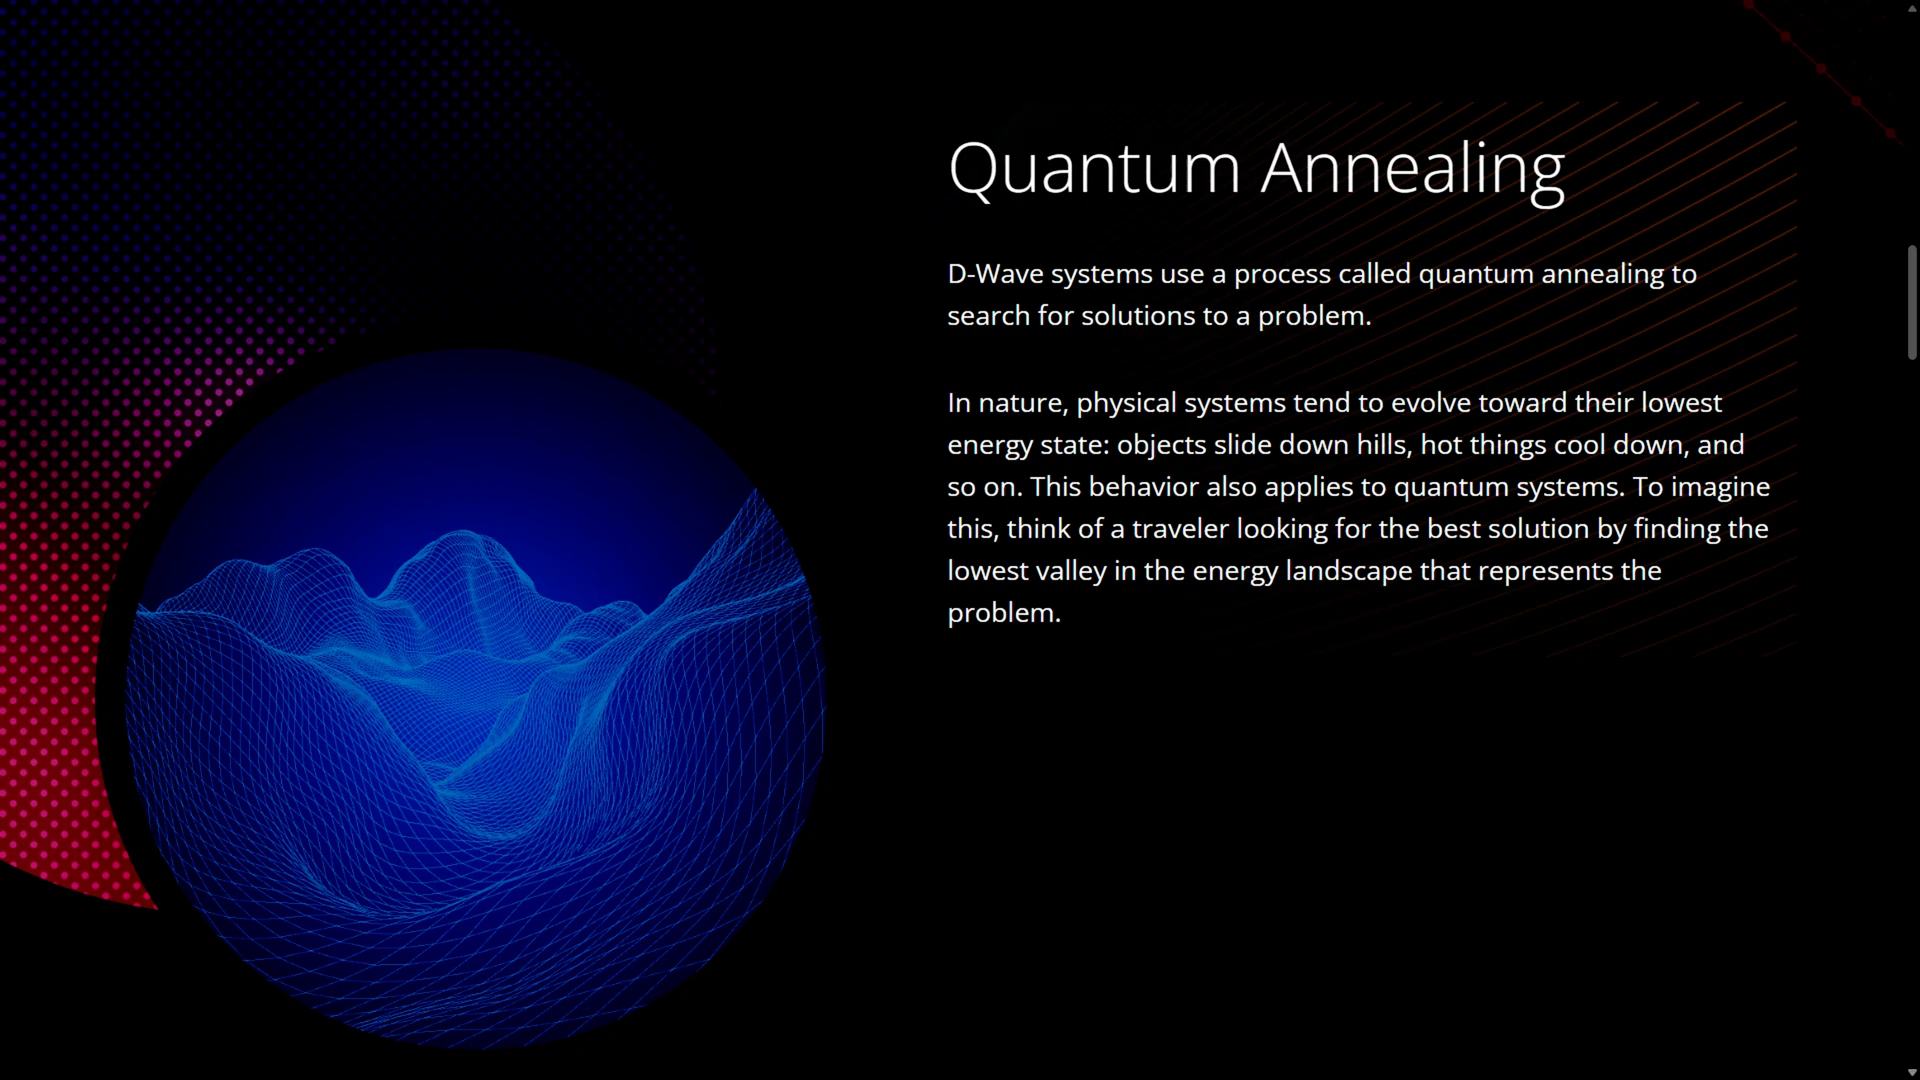 Quantum Annealing
D-Wave systems use a process called quantum annealing to
search for solutions to a problem.
In nature, physical systems tend to evolve toward their lowest
energy state: objects slide down hills, hot things cool down, and
so on. This behavior also applies to quantum systems. To imagine
this, think of a traveler looking for the best solution by finding the
lowest valley in the energy landscape that represents the
problem.